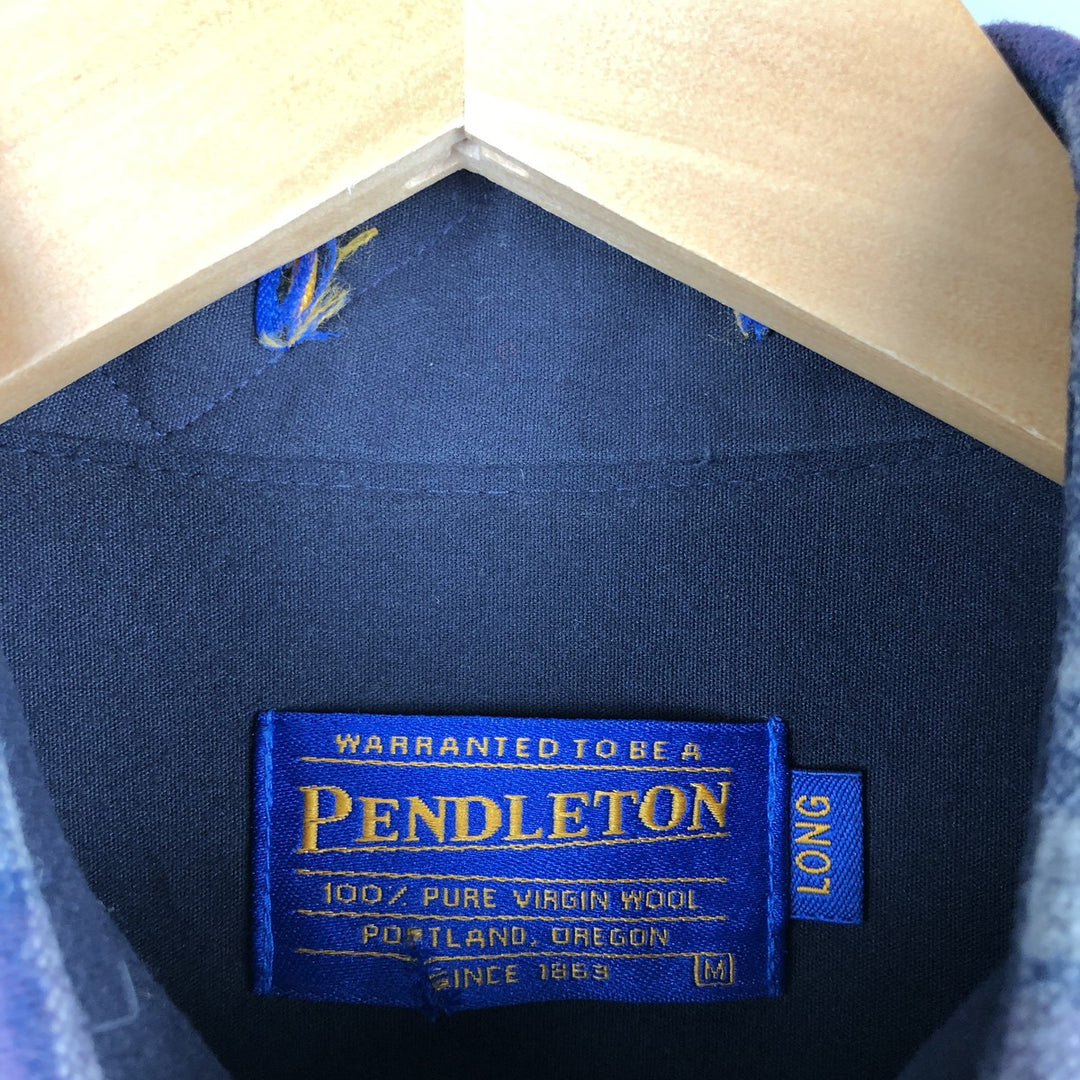 WARRANTED TO BE A
PENDLETON
100% PURE VIRGIN WOOL
PORTLAND, OREGON
SINCE 1863
M
LONG